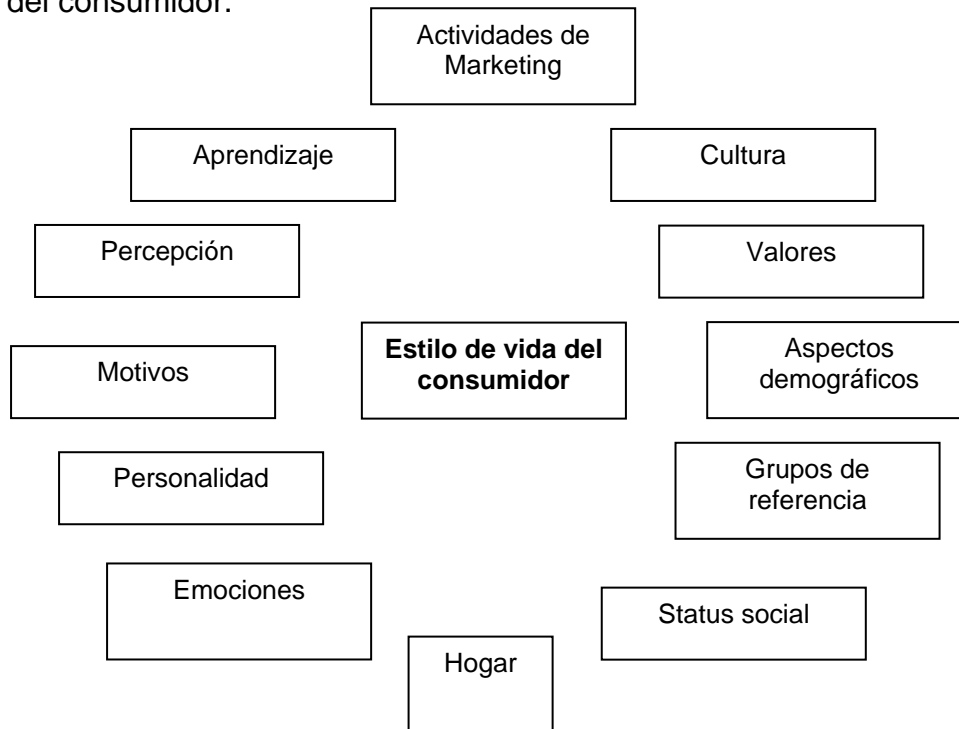 del consumidor.
Actividades de
Marketing
Aprendizaje
Cultura
Percepción
Valores
Estilo de vida del
consumidor
Aspectos
demográficos
Motivos
Personalidad
Grupos de
referencia
Emociones
Status social
Hogar